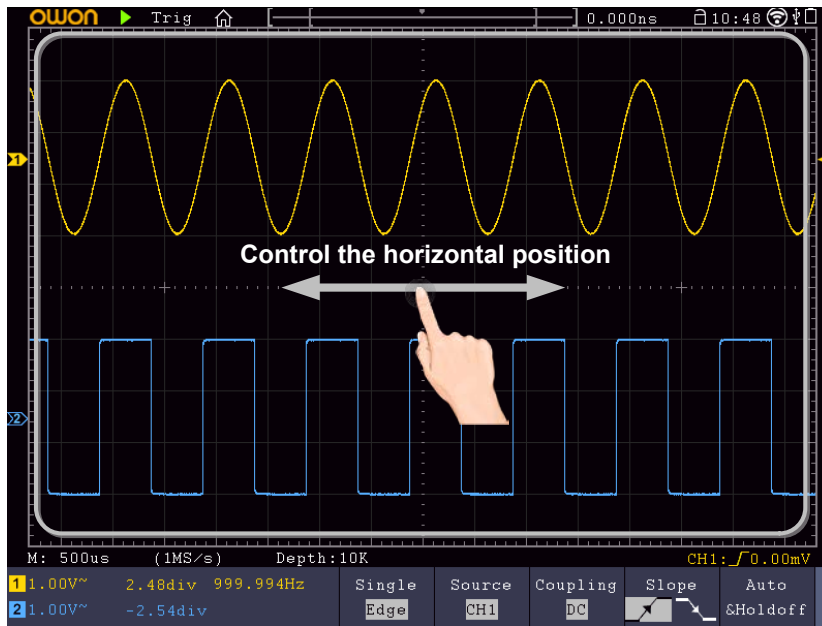 OWON Trig 0.000ns 10:48
1
Control the horizontal position
2
M: 500us (1MS/s) Depth:10K CH1: 0.00mV
1 1.00V~ 2.48div 999.994Hz Single Source Coupling Slope Auto
2 1.00V~ -2.54div Edge CH1 DC &Holdoff